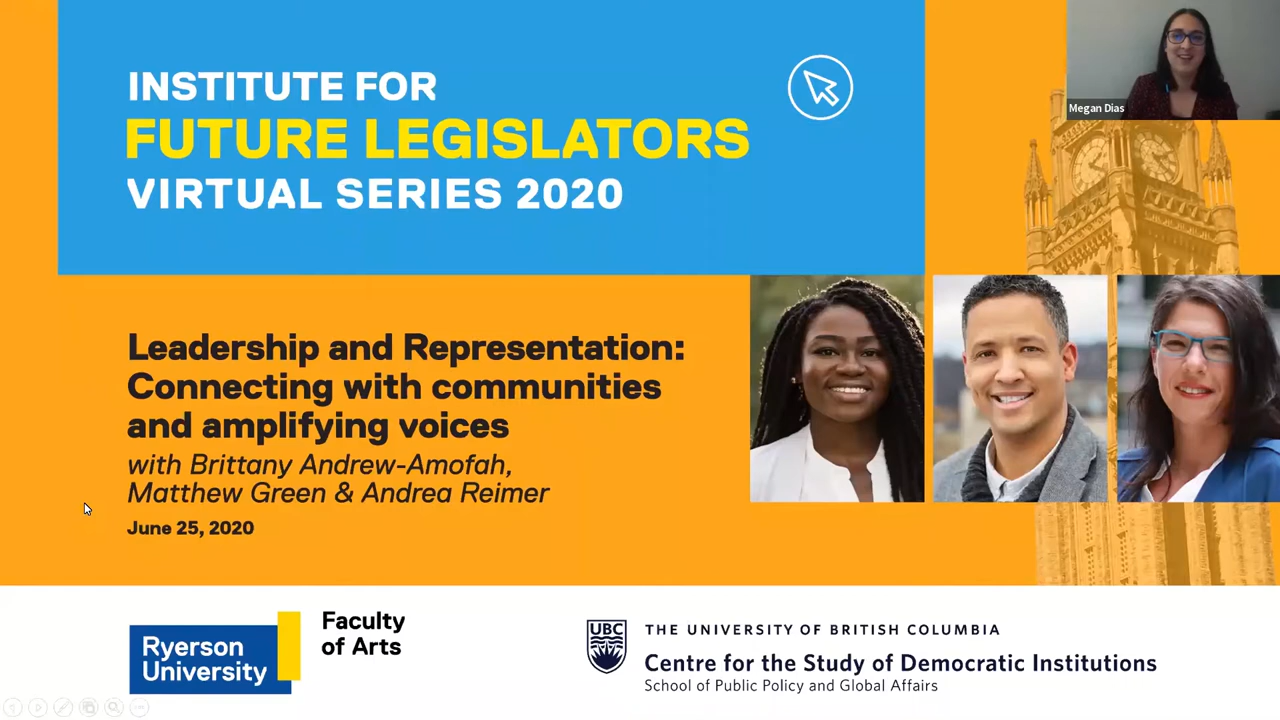 INSTITUTE FOR
FUTURE LEGISLATORS
VIRTUAL SERIES 2020
Megan Dias
Leadership and Representation:
Connecting with communities
and amplifying voices
with Brittany Andrew-Amofah,
Matthew Green & Andrea Reimer
June 25, 2020
Ryerson
University
Faculty
of Arts
UBC
THE UNIVERSITY OF BRITISH COLUMBIA
Centre for the Study of Democratic Institutions
School of Public Policy and Global Affairs